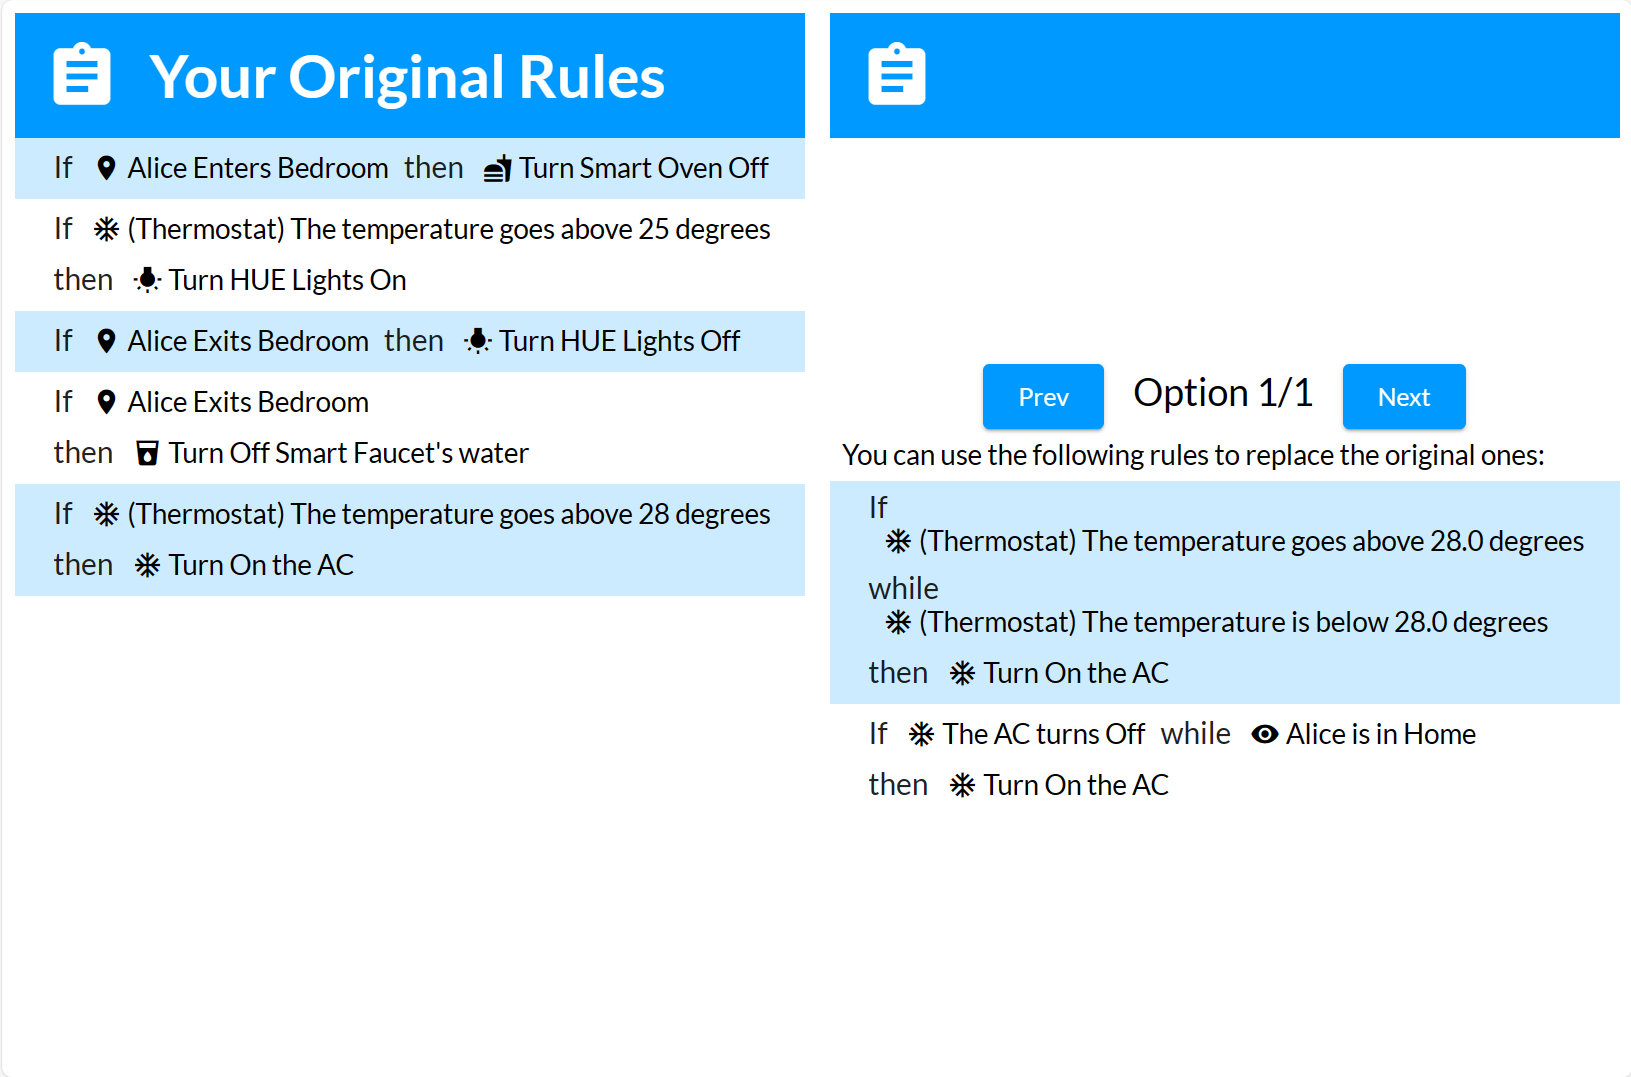 Your Original Rules
If Alice Enters Bedroom then Turn Smart Oven Off
If (Thermostat) The temperature goes above 25 degrees
then Turn HUE Lights On
If Alice Exits Bedroom then Turn HUE Lights Off
If Alice Exits Bedroom
then Turn Off Smart Faucet's water
If (Thermostat) The temperature goes above 28 degrees
then Turn On the AC
Prev Option 1/1 Next
You can use the following rules to replace the original ones:
If
(Thermostat) The temperature goes above 28.0 degrees
while
(Thermostat) The temperature is below 28.0 degrees
then Turn On the AC
If The AC turns Off while Alice is in Home
then Turn On the AC